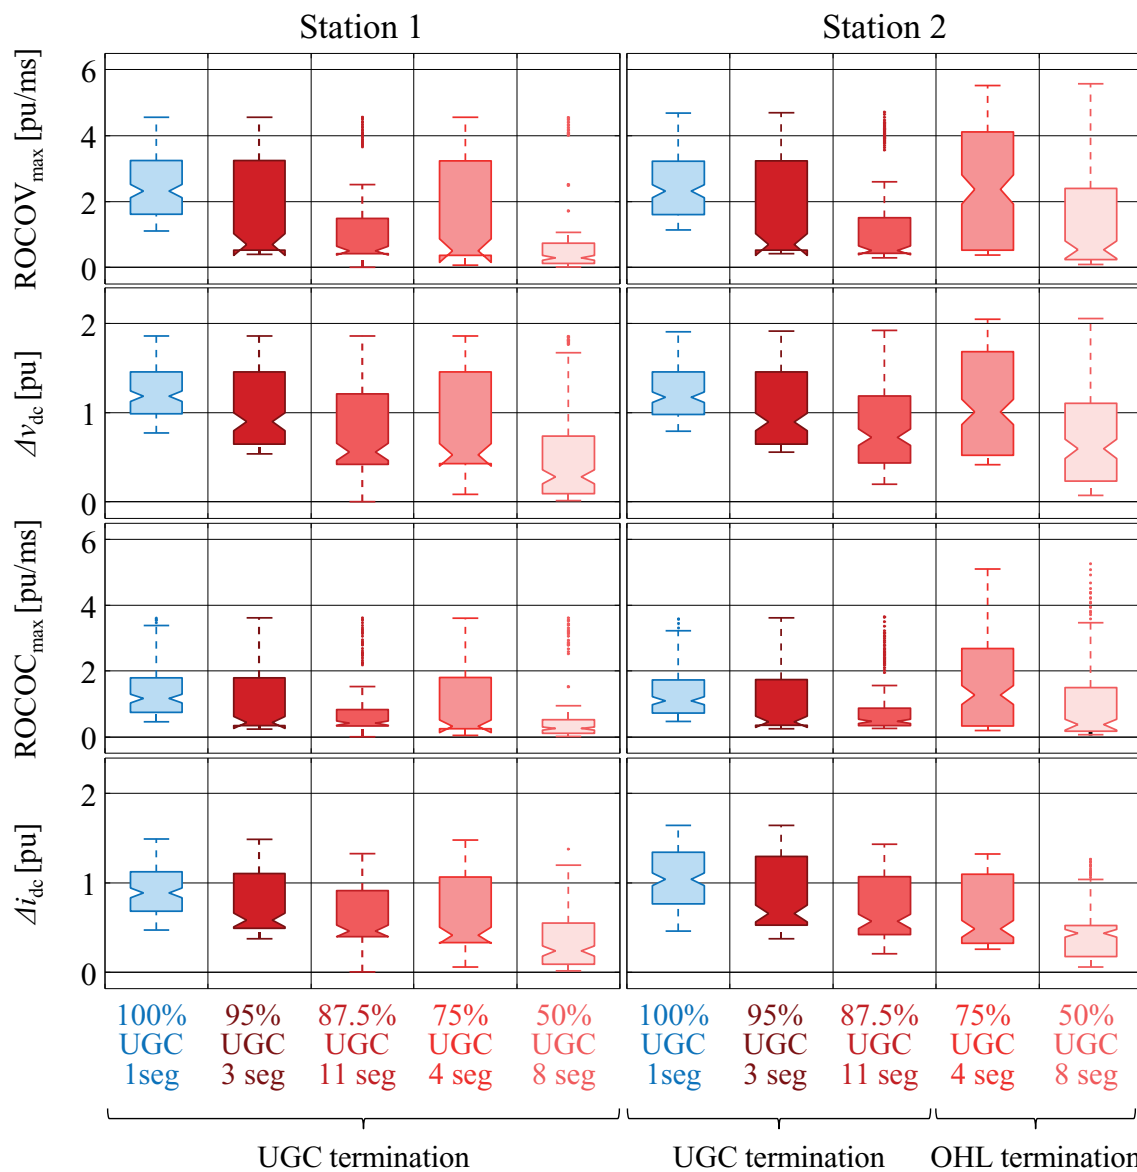 Station 1
Station 2
ROCOV_max [pu/ms]
6
4
2
0
Δv_dc [pu]
2
1
0
ROCOC_max [pu/ms]
6
4
2
0
Δi_dc [pu]
2
1
0
100% 95% 87.5% 75% 50% 100% 95% 87.5% 75% 50%
UGC UGC UGC UGC UGC UGC UGC UGC UGC UGC
1seg 3 seg 11 seg 4 seg 8 seg 1seg 3 seg 11 seg 4 seg 8 seg
UGC termination
UGC termination
OHL termination